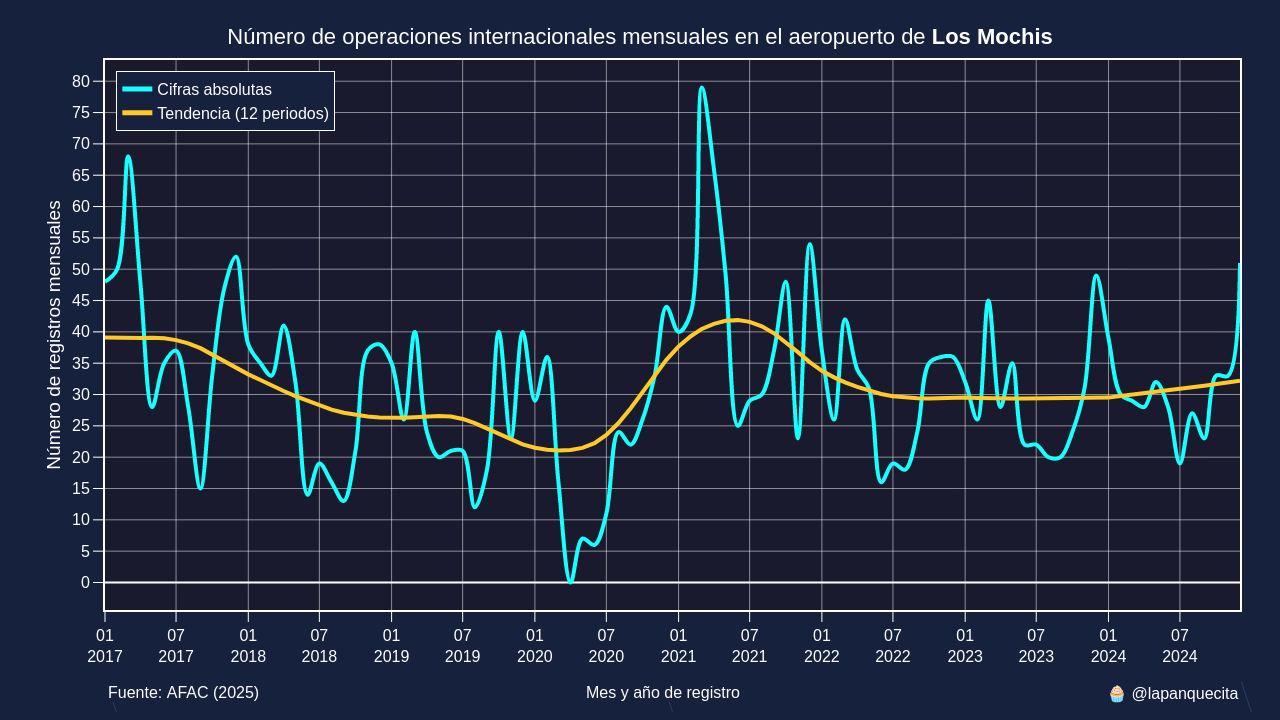 Número de operaciones internacionales mensuales en el aeropuerto de Los Mochis
Cifras absolutas
Tendencia (12 periodos)
Número de registros mensuales
80
75
70
65
60
55
50
45
40
35
30
25
20
15
10
5
0
01 07 01 07 01 07 01 07 01 07 01 07 01 07 01 07
2017 2017 2018 2018 2019 2019 2020 2020 2021 2021 2022 2022 2023 2023 2024 2024
Fuente: AFAC (2025) Mes y año de registro 🧁 @lapanquecita